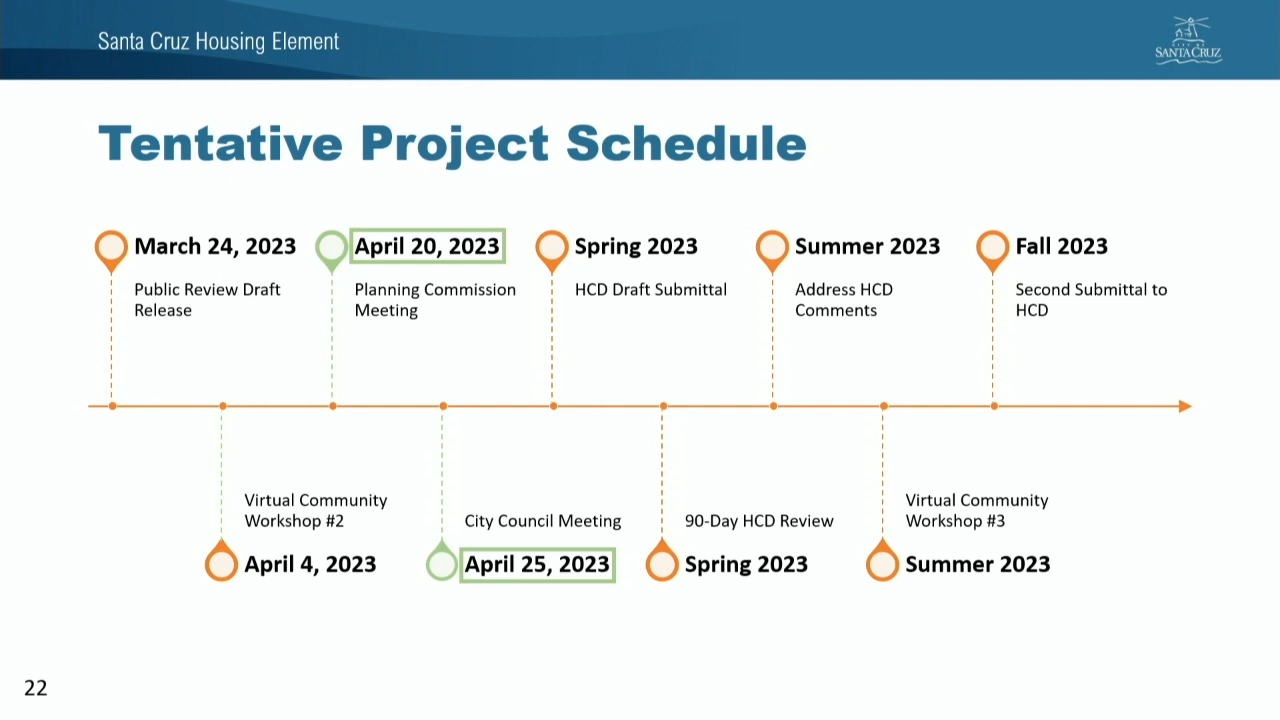 Santa Cruz Housing Element
CITY OF
SANTA CRUZ
Tentative Project Schedule
March 24, 2023
Public Review Draft
Release
April 20, 2023
Planning Commission
Meeting
Spring 2023
HCD Draft Submittal
Summer 2023
Address HCD
Comments
Fall 2023
Second Submittal to
HCD
Virtual Community
Workshop #2
April 4, 2023
City Council Meeting
April 25, 2023
90-Day HCD Review
Spring 2023
Virtual Community
Workshop #3
Summer 2023
22